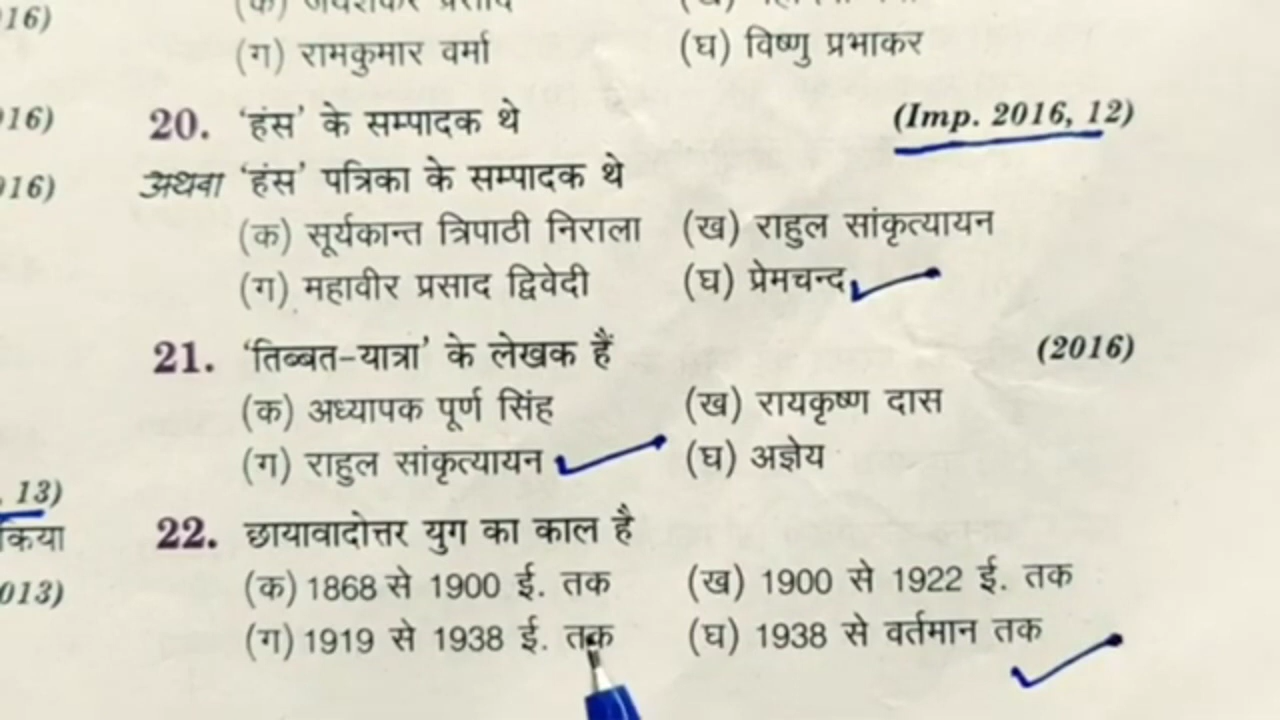 16)
(ग) रामकुमार वर्मा (घ) विष्णु प्रभाकर
16)
20. 'हंस' के सम्पादक थे (Imp. 2016, 12)
016)
अथवा 'हंस' पत्रिका के सम्पादक थे
(क) सूर्यकान्त त्रिपाठी निराला (ख) राहुल सांकृत्यायन
(ग) महावीर प्रसाद द्विवेदी (घ) प्रेमचन्द
21. 'तिब्बत-यात्रा' के लेखक हैं (2016)
(क) अध्यापक पूर्ण सिंह (ख) रायकृष्ण दास
(ग) राहुल सांकृत्यायन (घ) अज्ञेय
, 13)
22. छायावादोत्तर युग का काल है
किया
(क) 1868 से 1900 ई. तक (ख) 1900 से 1922 ई. तक
013)
(ग) 1919 से 1938 ई. तक (घ) 1938 से वर्तमान तक